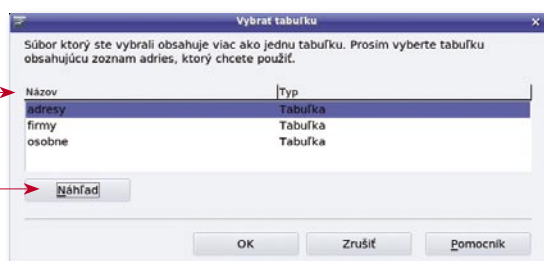 Vybrať tabuľku
Súbor ktorý ste vybrali obsahuje viac ako jednu tabuľku. Prosím vyberte tabuľku
obsahujúcu zoznam adries, ktorý chcete použiť.
Názov Typ
adresy Tabuľka
firmy Tabuľka
osobne Tabuľka
Náhľad
OK Zrušiť Pomocník